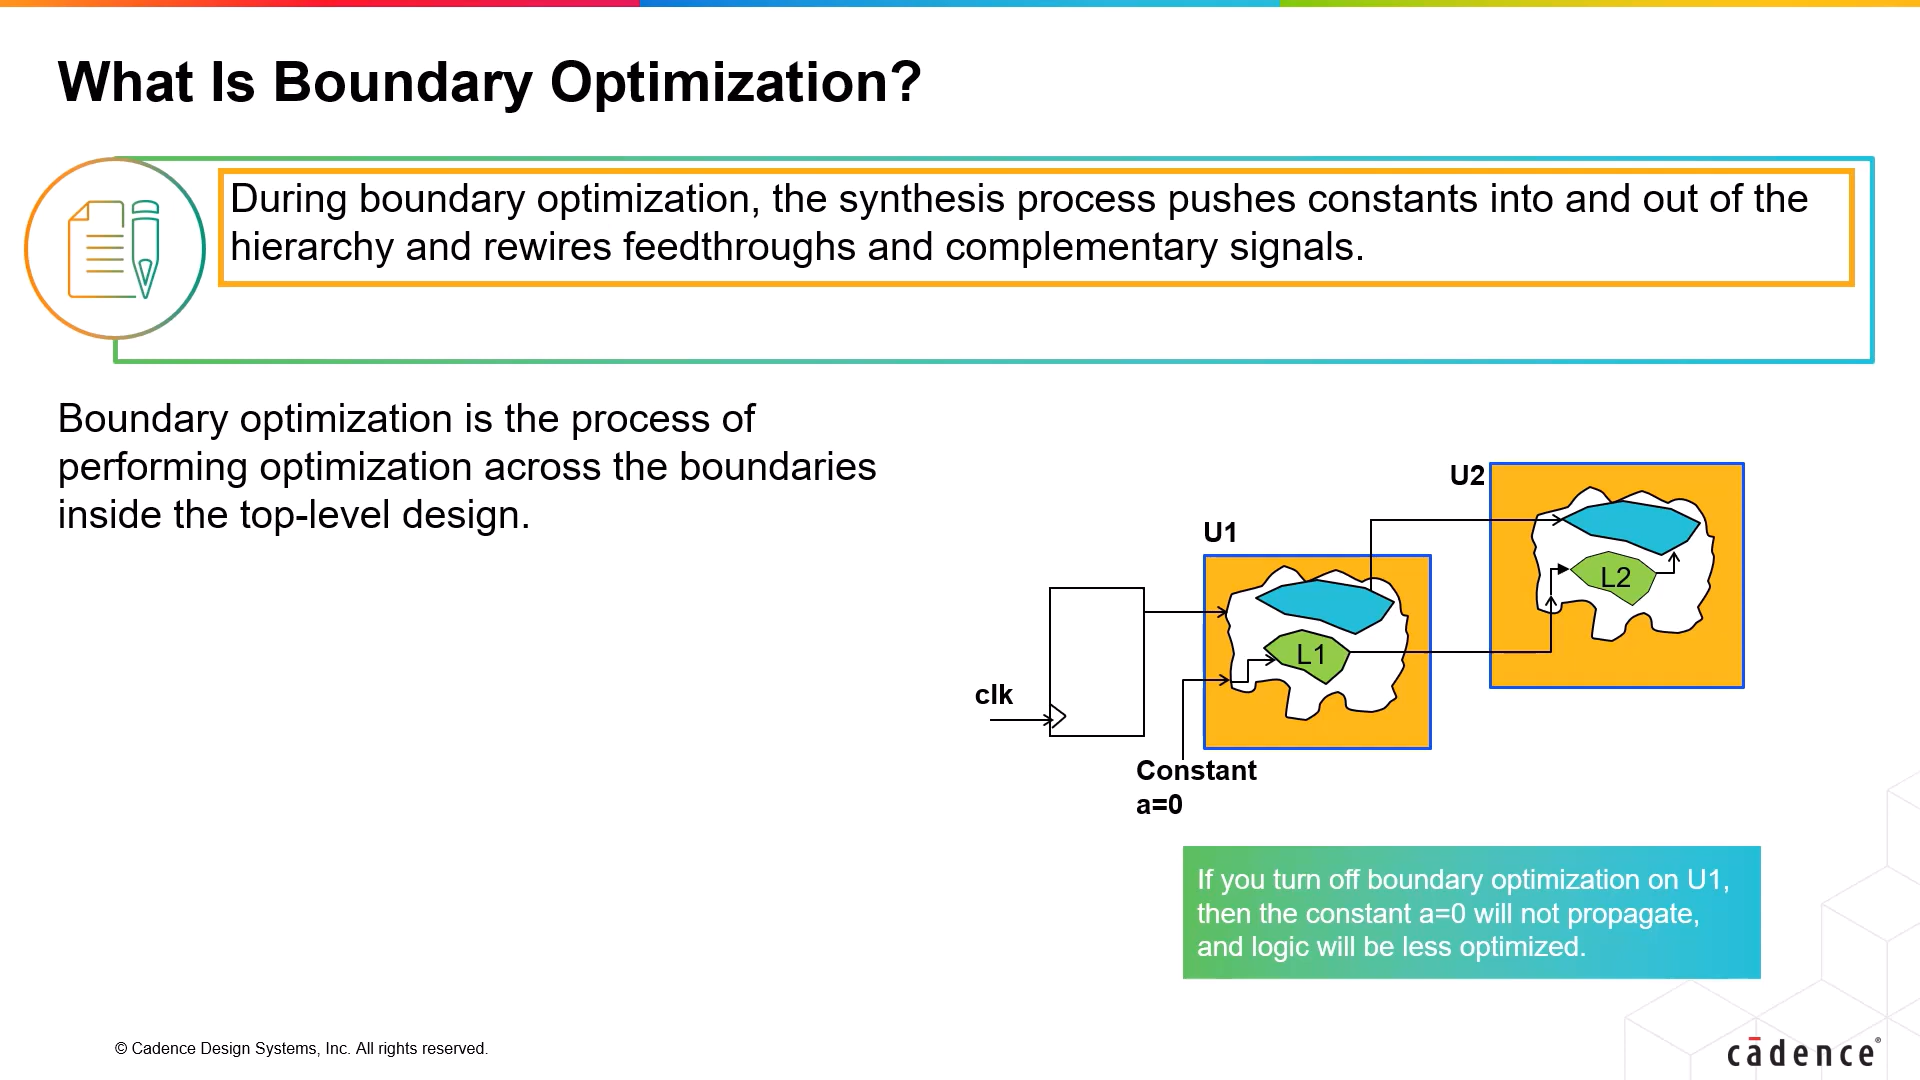 What Is Boundary Optimization?
During boundary optimization, the synthesis process pushes constants into and out of the
hierarchy and rewires feedthroughs and complementary signals.
Boundary optimization is the process of
performing optimization across the boundaries
inside the top-level design.
U2
U1
L2
L1
clk
Constant
a=0
If you turn off boundary optimization on U1,
then the constant a=0 will not propagate,
and logic will be less optimized.
© Cadence Design Systems, Inc. All rights reserved.
cādence®